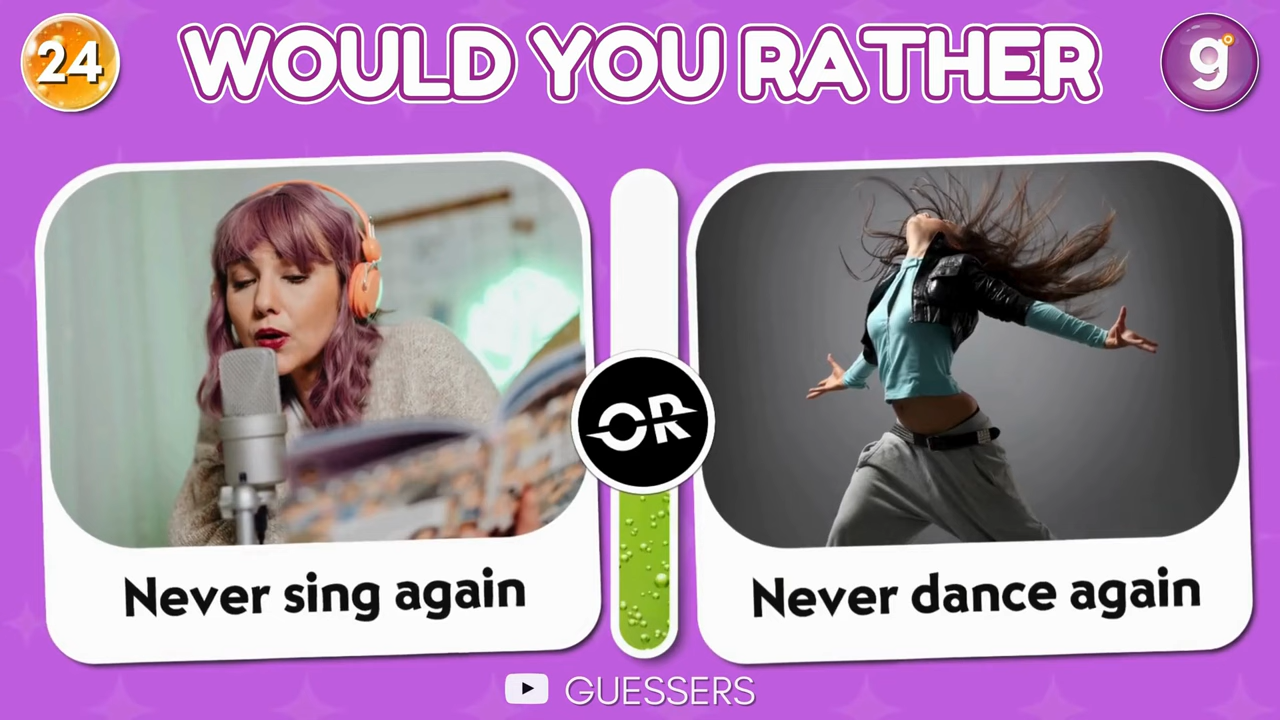 24
WOULD YOU RATHER
g
OR
Never sing again
Never dance again
GUESSERS